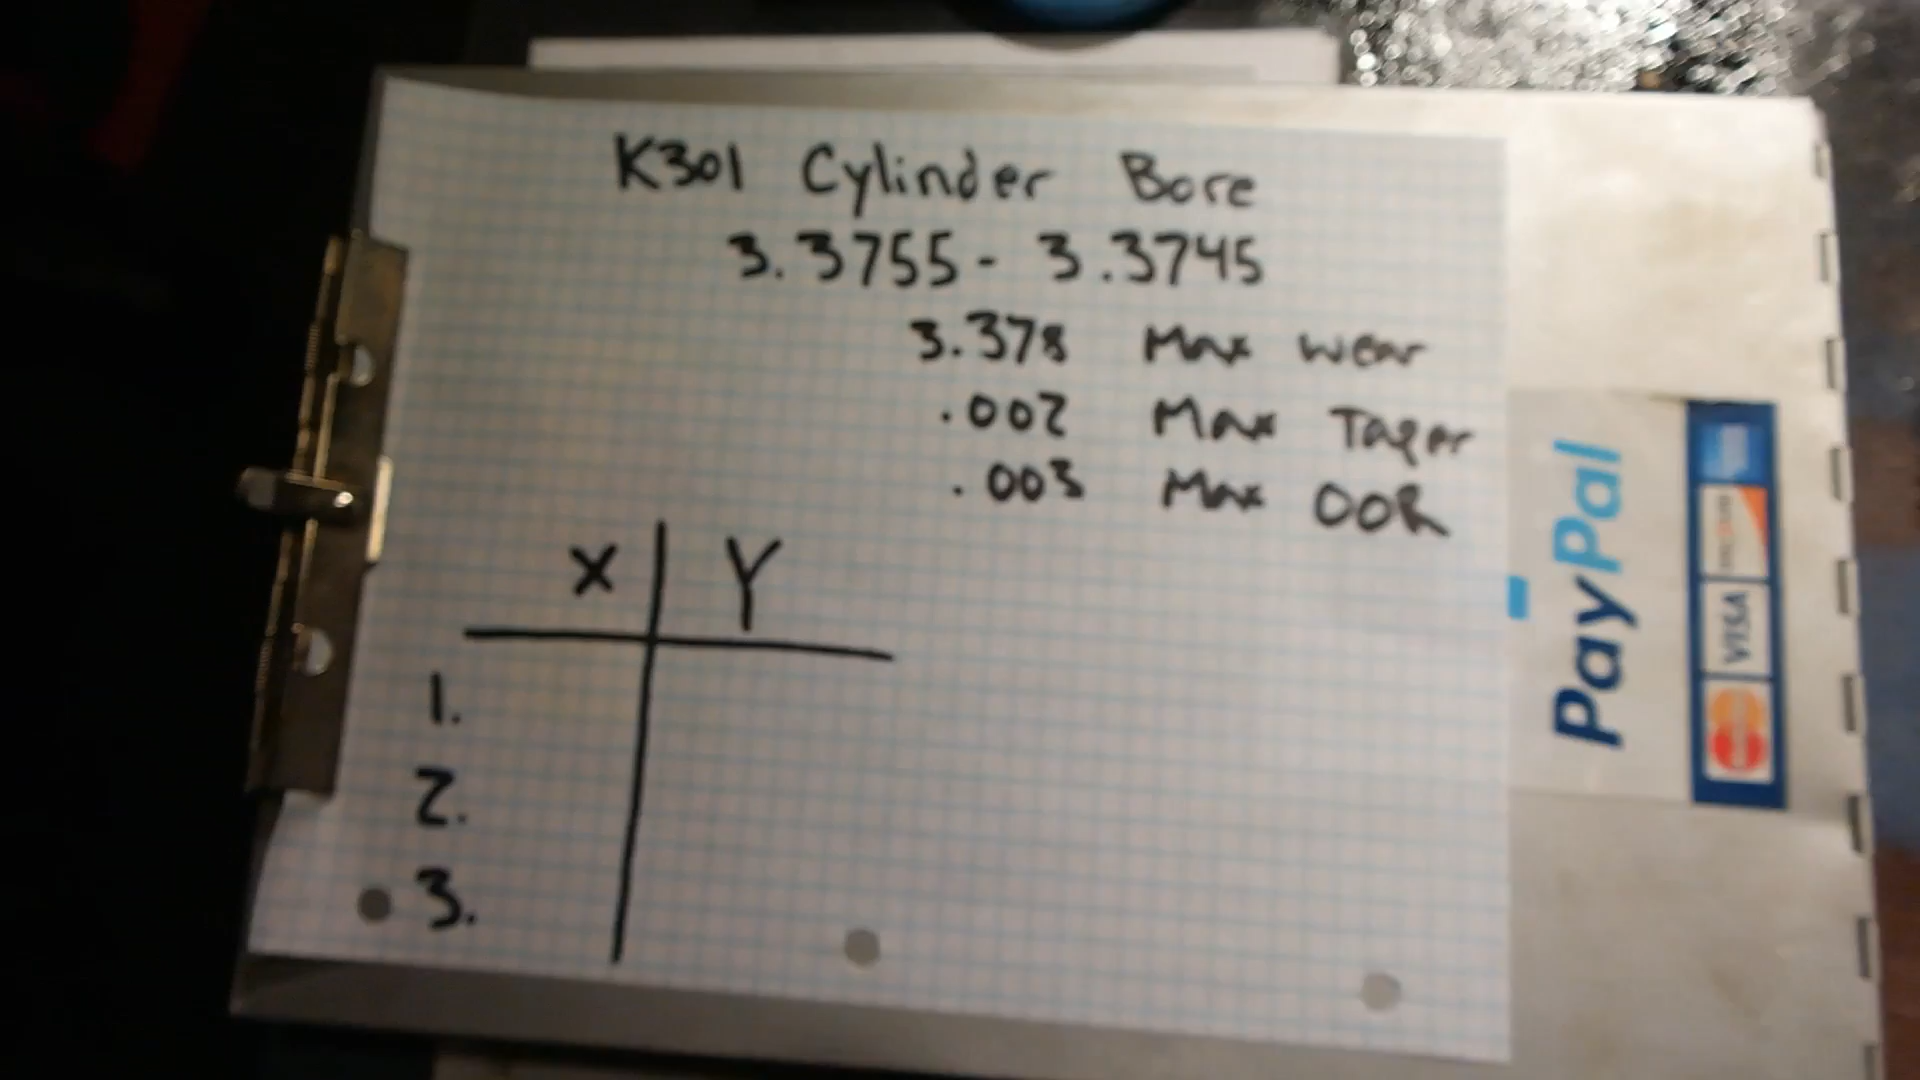 K301 Cylinder Bore
3.3755 - 3.3745
3.378 Max wear
.002 Max Taper
.003 Max OOR
X Y
1.
2.
3.
PayPal
VISA